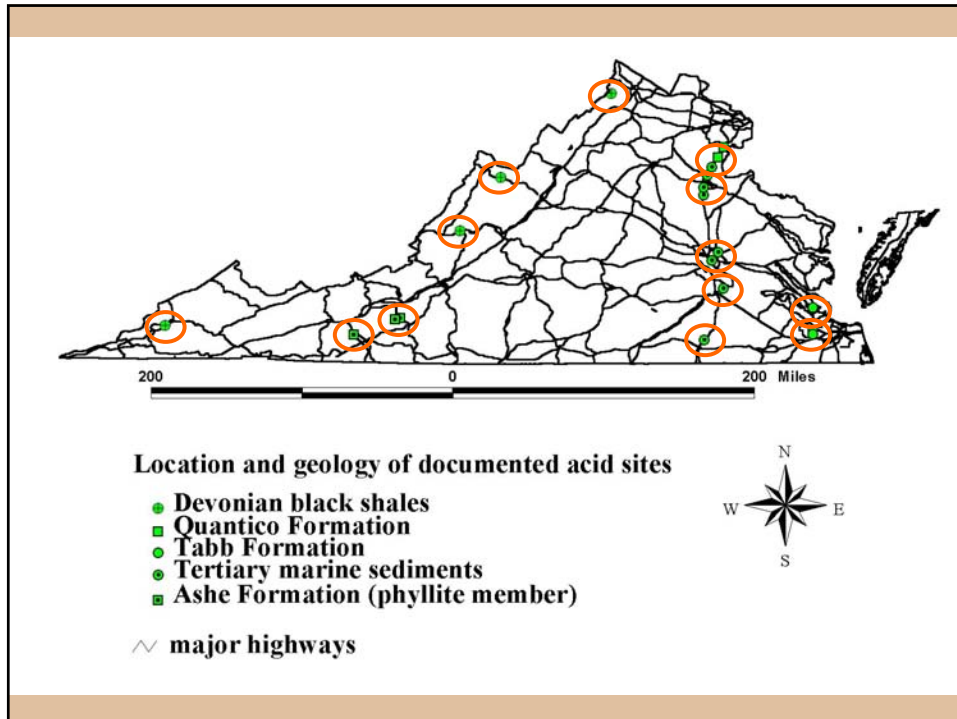 200 0 200 Miles
Location and geology of documented acid sites
Devonian black shales
Quantico Formation
Tabb Formation
Tertiary marine sediments
Ashe Formation (phyllite member)
major highways
N
W E
S